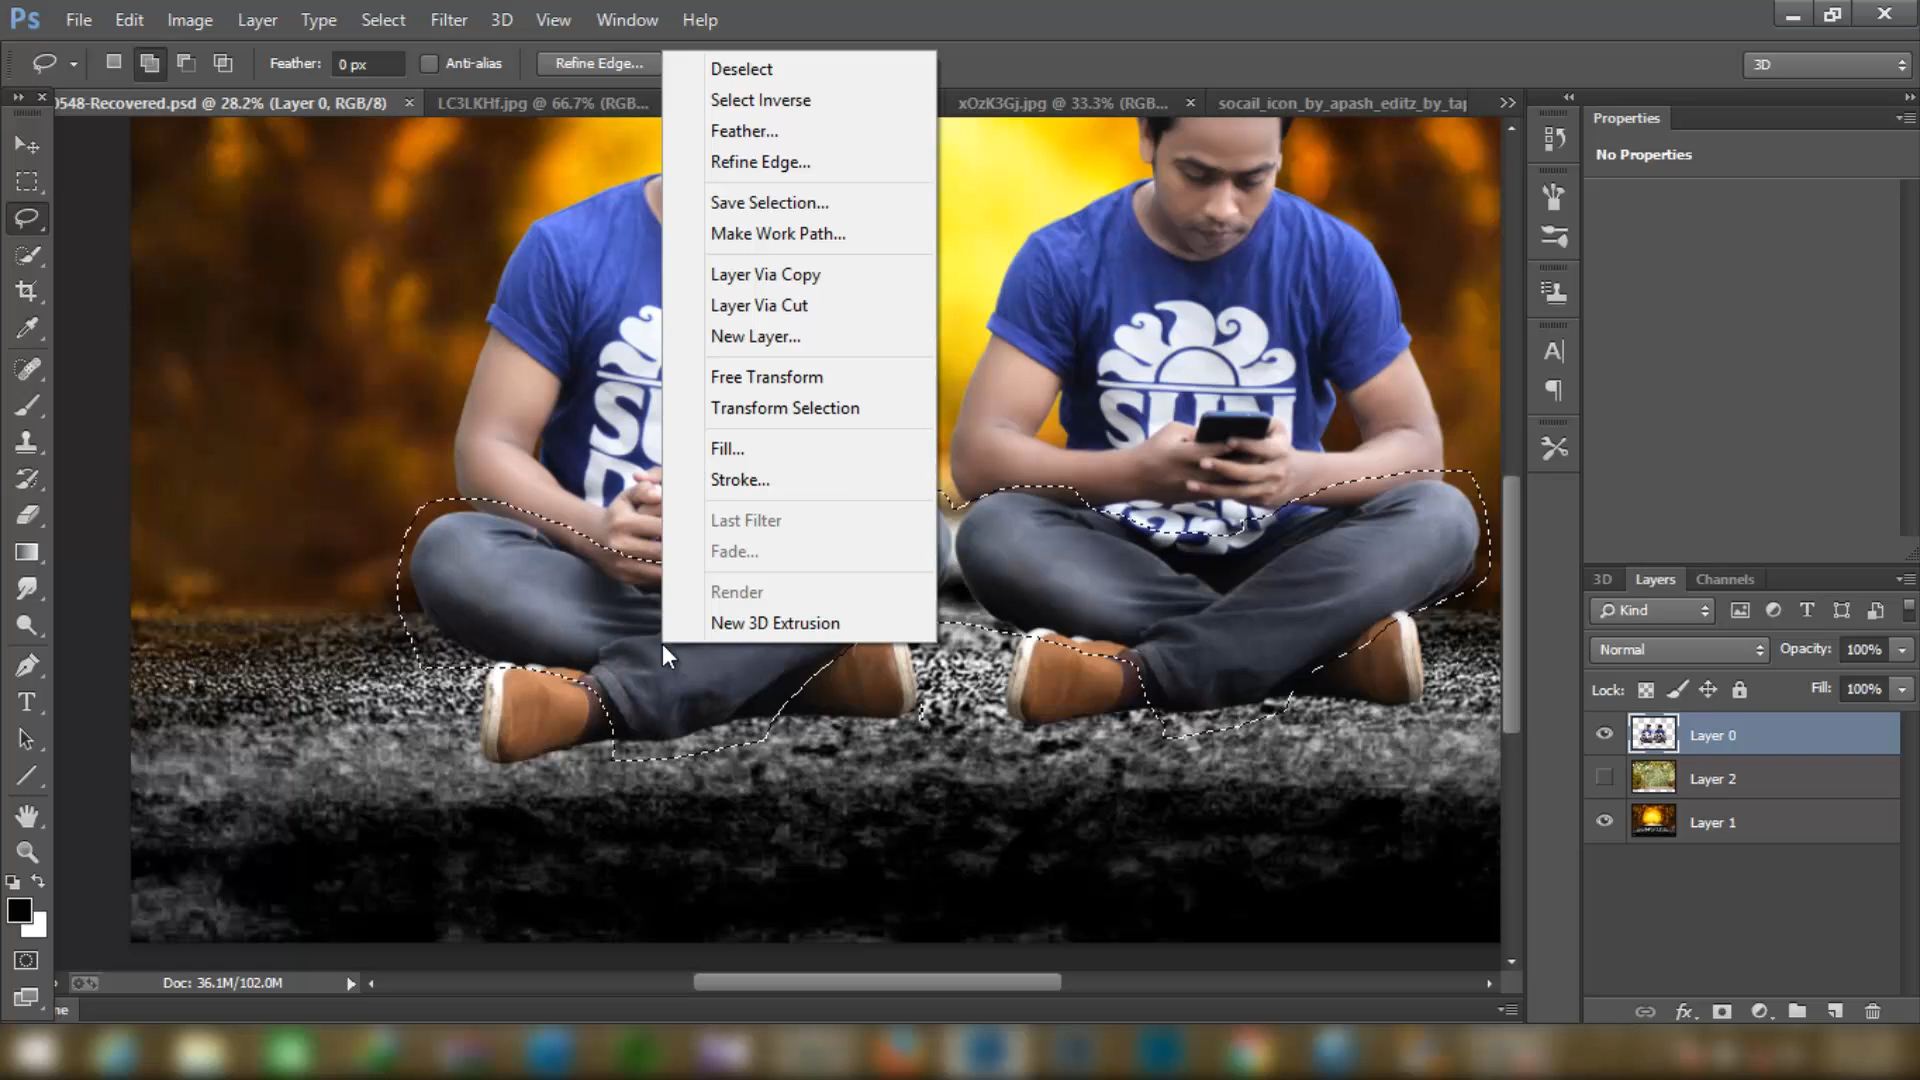 Ps File Edit Image Layer Type Select Filter 3D View Window Help
Feather: 0 px Anti-alias Refine Edge... 3D
0548-Recovered.psd @ 28.2% (Layer 0, RGB/8) × LC3LKHf.jpg @ 66.7% (RGB... xOzK3Gj.jpg @ 33.3% (RGB... × socail_icon_by_apash_editz_by_tap
Deselect
Select Inverse
Feather...
Refine Edge...
Save Selection...
Make Work Path...
Layer Via Copy
Layer Via Cut
New Layer...
Free Transform
Transform Selection
Fill...
Stroke...
Last Filter
Fade...
Render
New 3D Extrusion
SUN
Properties
No Properties
3D Layers Channels
Kind
Normal Opacity: 100%
Lock: Fill: 100%
Layer 0
Layer 2
Layer 1
Doc: 36.1M/102.0M
ne